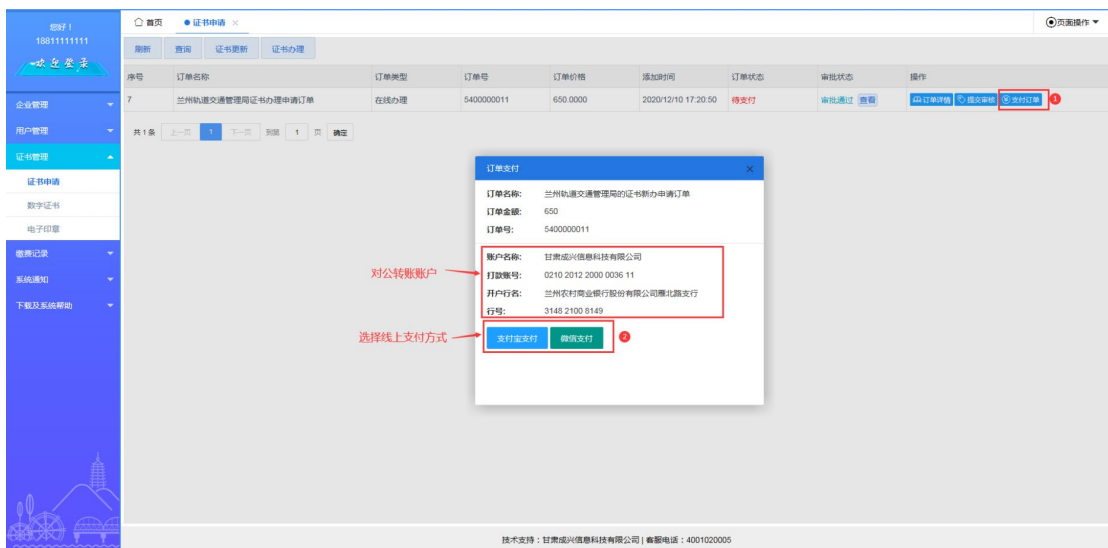 您好！
18811111111
欢迎登录
企业管理
用户管理
证书管理
证书申请
数字证书
电子印章
缴费记录
系统通知
下载及系统帮助
首页 证书申请 × 页面操作
刷新 查询 证书更新 证书办理
序号 订单名称 订单类型 订单号 订单价格 添加时间 订单状态 审批状态 操作
7 兰州轨道交通管理局证书办理申请订单 在线办理 5400000011 650.0000 2020/12/10 17:20:50 待支付 审批通过 查看 订单详情 提交审核 支付订单 1
共 1 条 上一页 1 下一页 到第 1 页 确定
订单支付 ×
订单名称: 兰州轨道交通管理局的证书新办申请订单
订单金额: 650
订单号: 5400000011
账户名称: 甘肃成兴信息科技有限公司
对公转账账户
打款账号: 0210 2012 2000 0036 11
开户行名: 兰州农村商业银行股份有限公司雁北路支行
行号: 3148 2100 8149
选择线上支付方式
支付宝支付 微信支付 2
技术支持：甘肃成兴信息科技有限公司 | 客服电话：4001020005